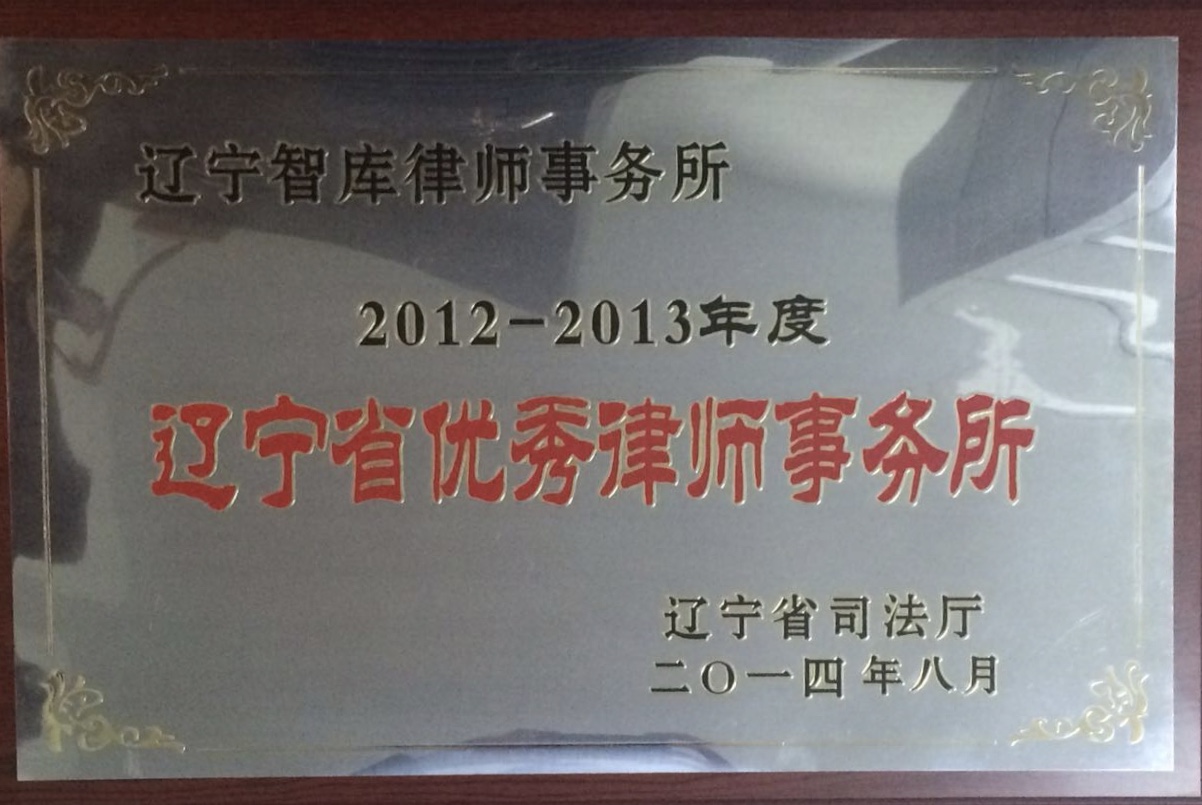 辽宁智库律师事务所
2012-2013年度
辽宁省优秀律师事务所
辽宁省司法厅
二〇一四年八月